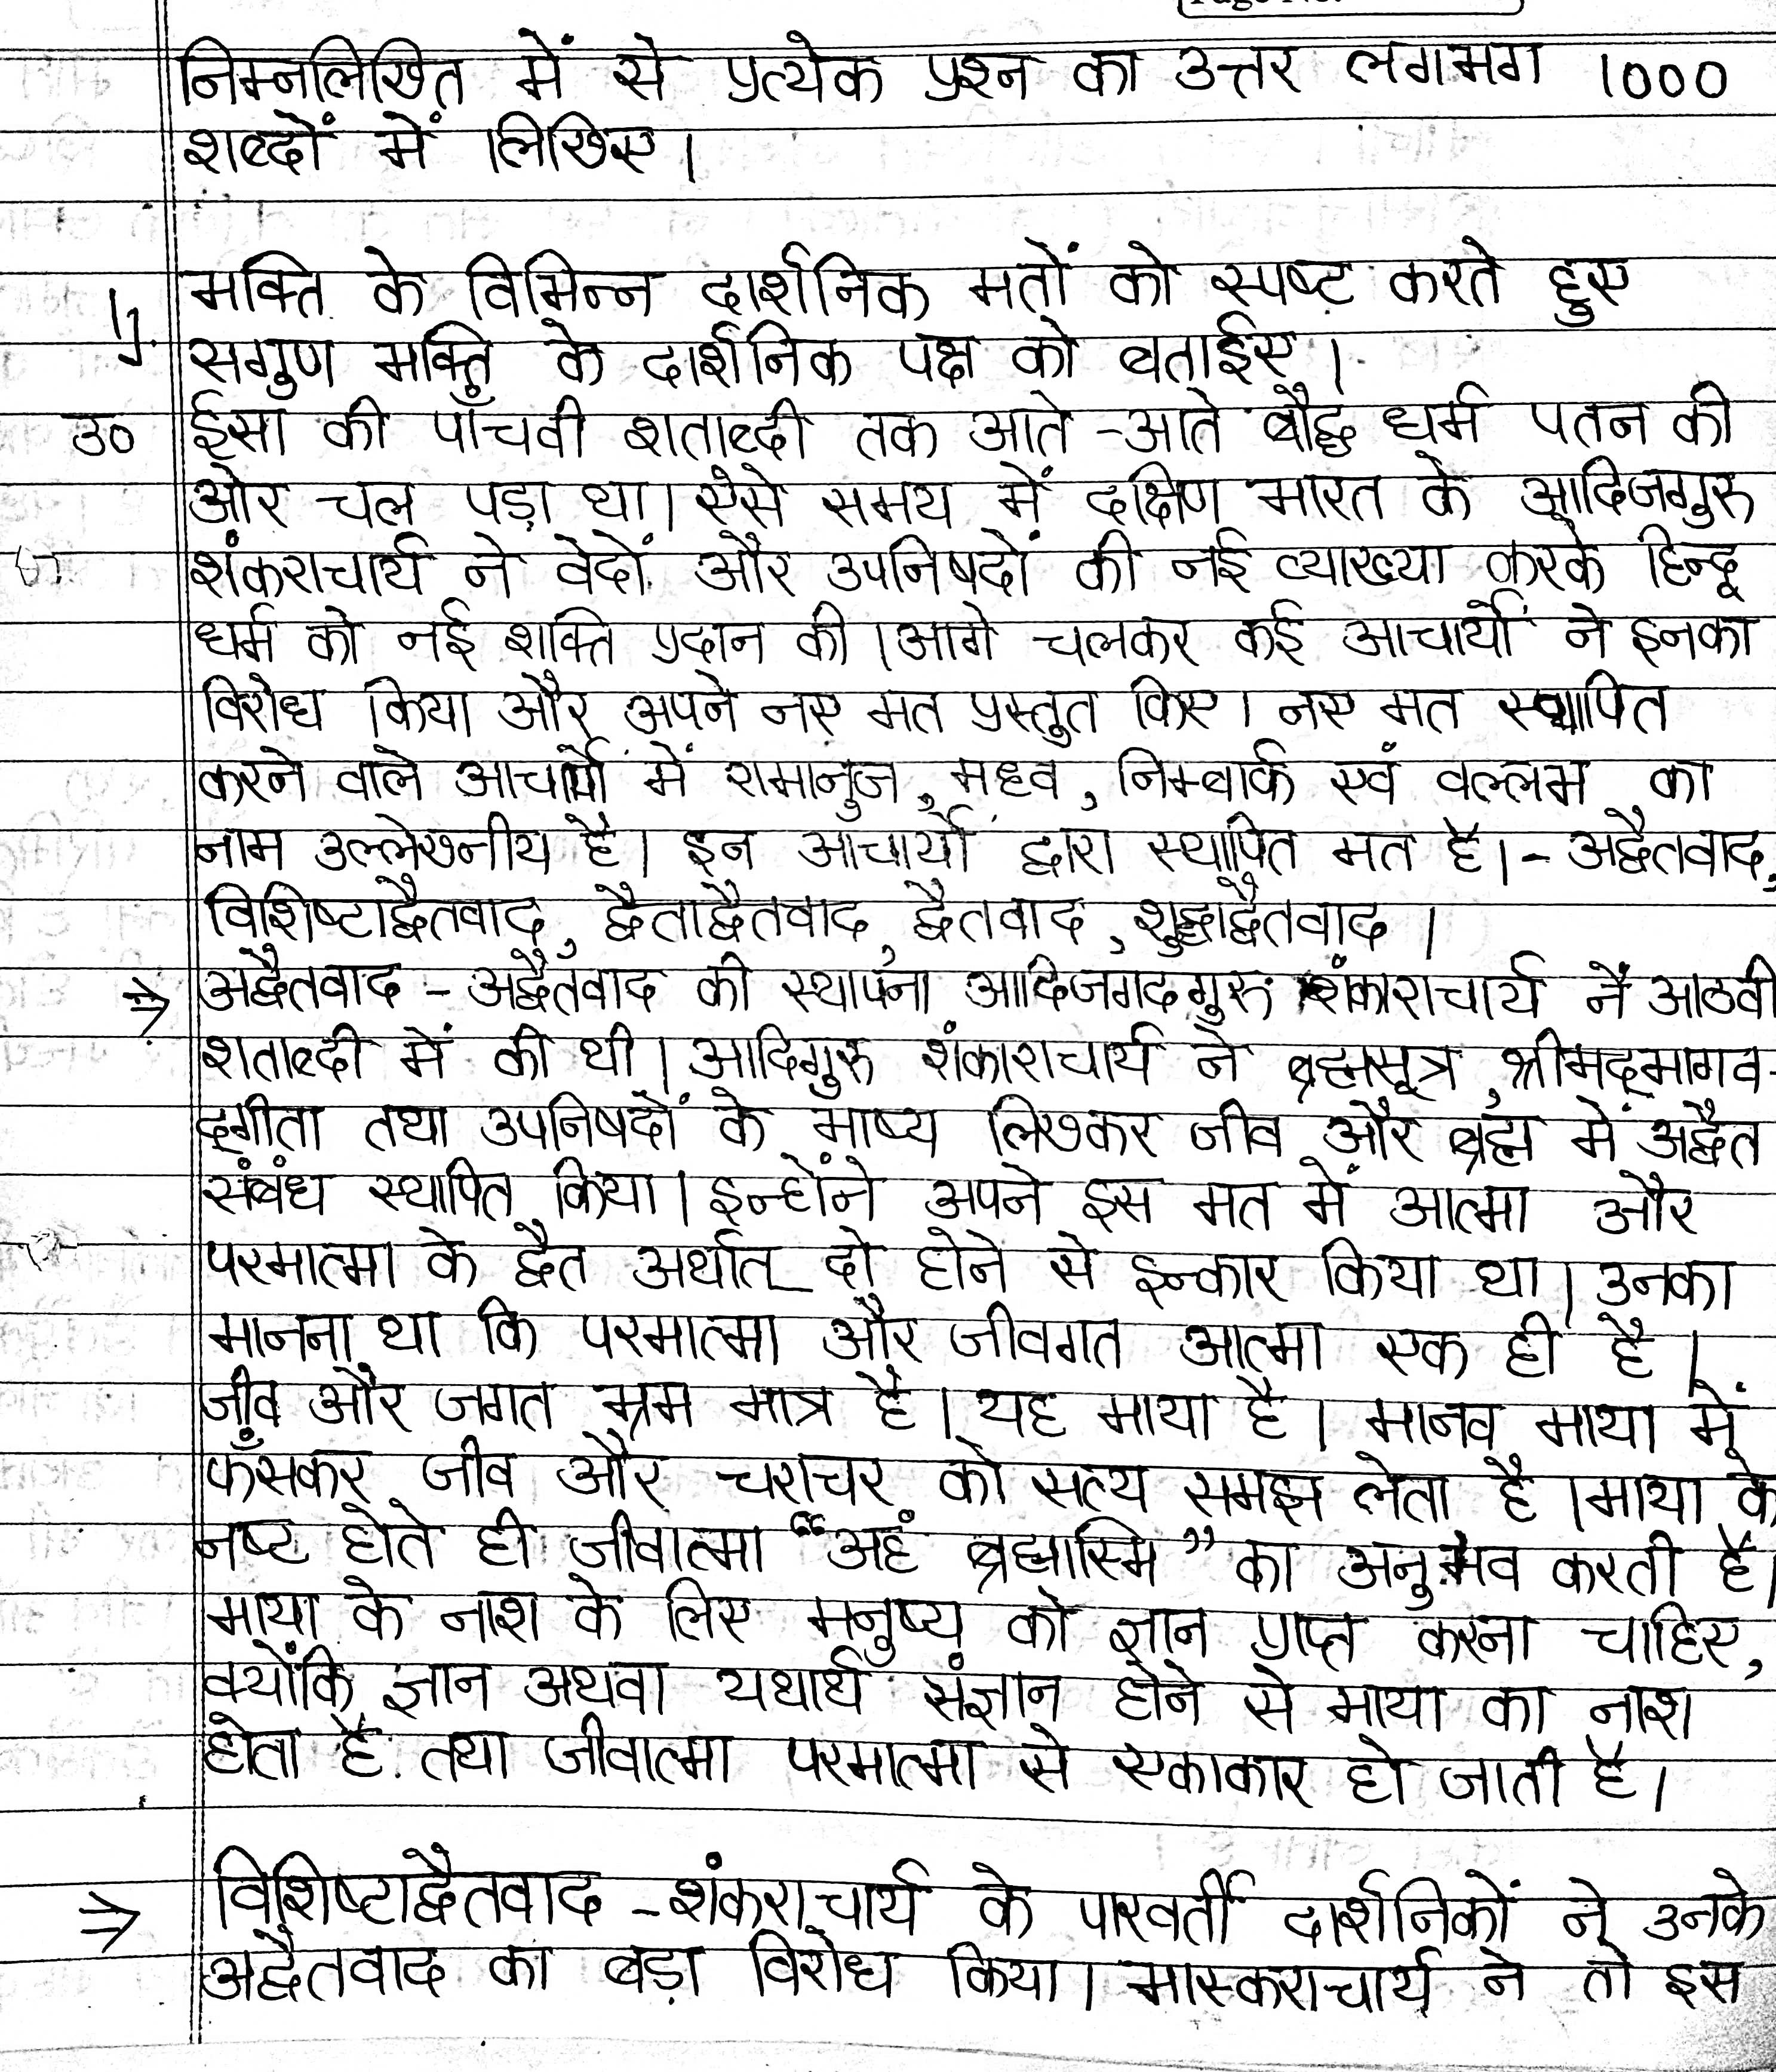 निम्नलिखित में से प्रत्येक प्रश्न का उत्तर लगभग 1000
शब्दों में लिखिए।
1). भक्ति के विभिन्न दार्शनिक मतों को स्पष्ट करते हुए
सगुण भक्ति के दार्शनिक पक्ष को बताईए।
उ० ईसा की पाँचवी शताब्दी तक आते-आते बौद्ध धर्म पतन की
ओर चल पड़ा था। ऐसे समय में दक्षिण भारत के आदिजगुरु
शंकराचार्य ने वेदों और उपनिषदों की नई व्याख्या करके हिन्दू
धर्म को नई शक्ति प्रदान की। आगे चलकर कई आचार्यों ने इनका
विरोध किया और अपने नए मत प्रस्तुत किए। नए मत स्थापित
करने वाले आचार्यो में रामानुज, मध्व, निम्बार्क एवं वल्लभ का
नाम उल्लेखनीय है। इन आचार्यों द्वारा स्थापित मत है।- अद्वैतवाद,
विशिष्टाद्वैतवाद, द्वैताद्वैतवाद, द्वैतवाद, शुद्धाद्वैतवाद।
⇒ अद्वैतवाद - अद्वैतवाद की स्थापना आदिजगदगुरु शंकाराचार्य नें आठवी
शताब्दी में की थी। आदिगुरु शंकाराचार्य ने ब्रह्मसूत्र, श्रीमद्भागव-
द्गीता तथा उपनिषदों के भाष्य लिखकर जीव और ब्रह्म में अद्वैत
संबंध स्थापित किया। इन्होंने अपने इस मत में आत्मा और
परमात्मा के द्वैत अर्थात् दो होने से इन्कार किया था। उनका
मानना था कि परमात्मा और जीवगत आत्मा एक ही है।
जीव और जगत भ्रम मात्र है। यह माया है। मानव माया में
फँसकर जीव और चराचर को सत्य समझ लेता है। माया के
नष्ट होते ही जीवात्मा “अहं ब्रह्मास्मि” का अनुभव करती है।
माया के नाश के लिए मनुष्य को ज्ञान प्राप्त करना चाहिए,
क्योंकि ज्ञान अथवा यथार्थ संज्ञान होने से माया का नाश
होता है. तथा जीवात्मा परमात्मा से एकाकार हो जाती है।
⇒ विशिष्टाद्वैतवाद - शंकराचार्य के पारवर्ती दार्शनिकों ने उनके
अद्वैतवाद का बड़ा विरोध किया। भास्कराचार्य ने तो इस